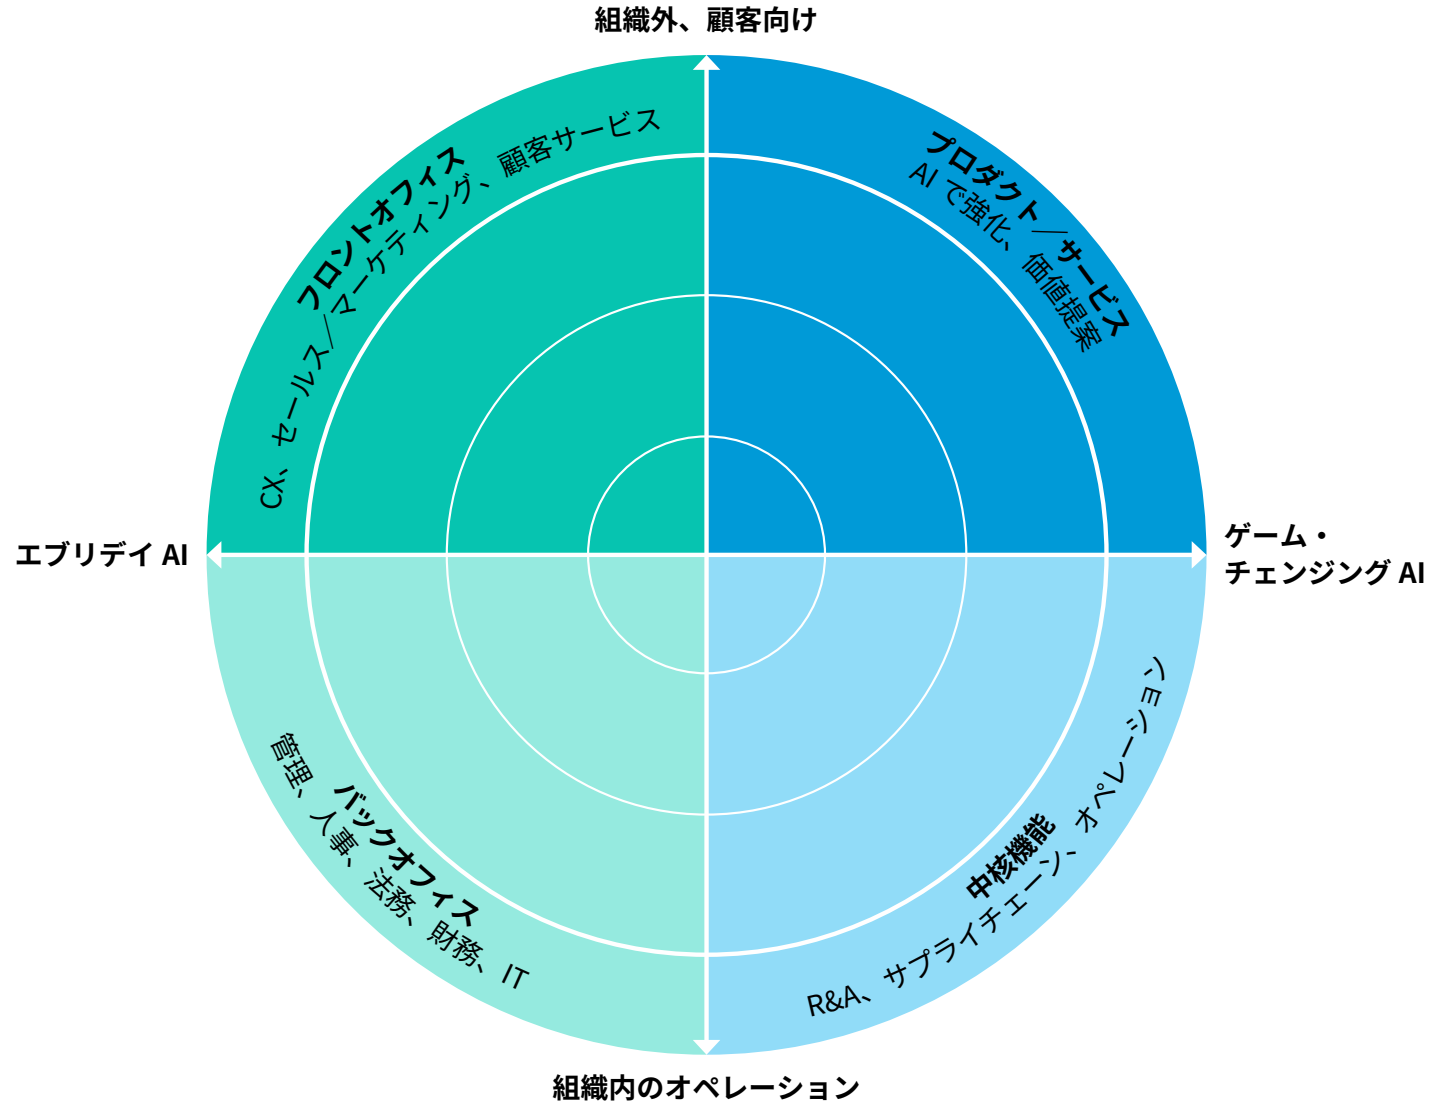 組織外、顧客向け
フロントオフィス
CX、セールス／マーケティング、顧客サービス
プロダクト／サービス
AI で強化、価値提案
エブリデイ AI
ゲーム・
チェンジング AI
バックオフィス
管理、人事、法務、財務、IT
中核機能
R&A、サプライチェーン、オペレーション
組織内のオペレーション